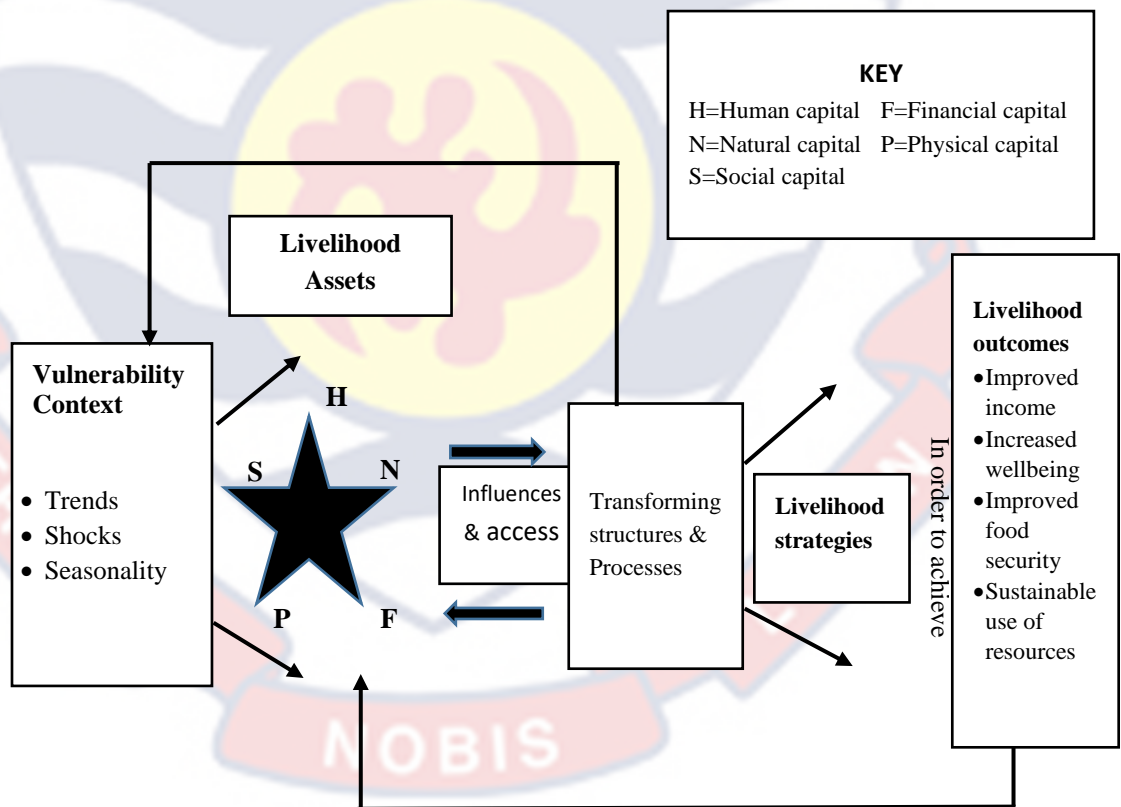 KEY
H=Human capital F=Financial capital
N=Natural capital P=Physical capital
S=Social capital
Livelihood
Assets
Vulnerability
Context
• Trends
• Shocks
• Seasonality
H
S
N
P
F
Influences
& access
Transforming
structures &
Processes
Livelihood
strategies
In order to achieve
Livelihood
outcomes
•Improved
income
•Increased
wellbeing
•Improved
food
security
•Sustainable
use of
resources
NOBIS